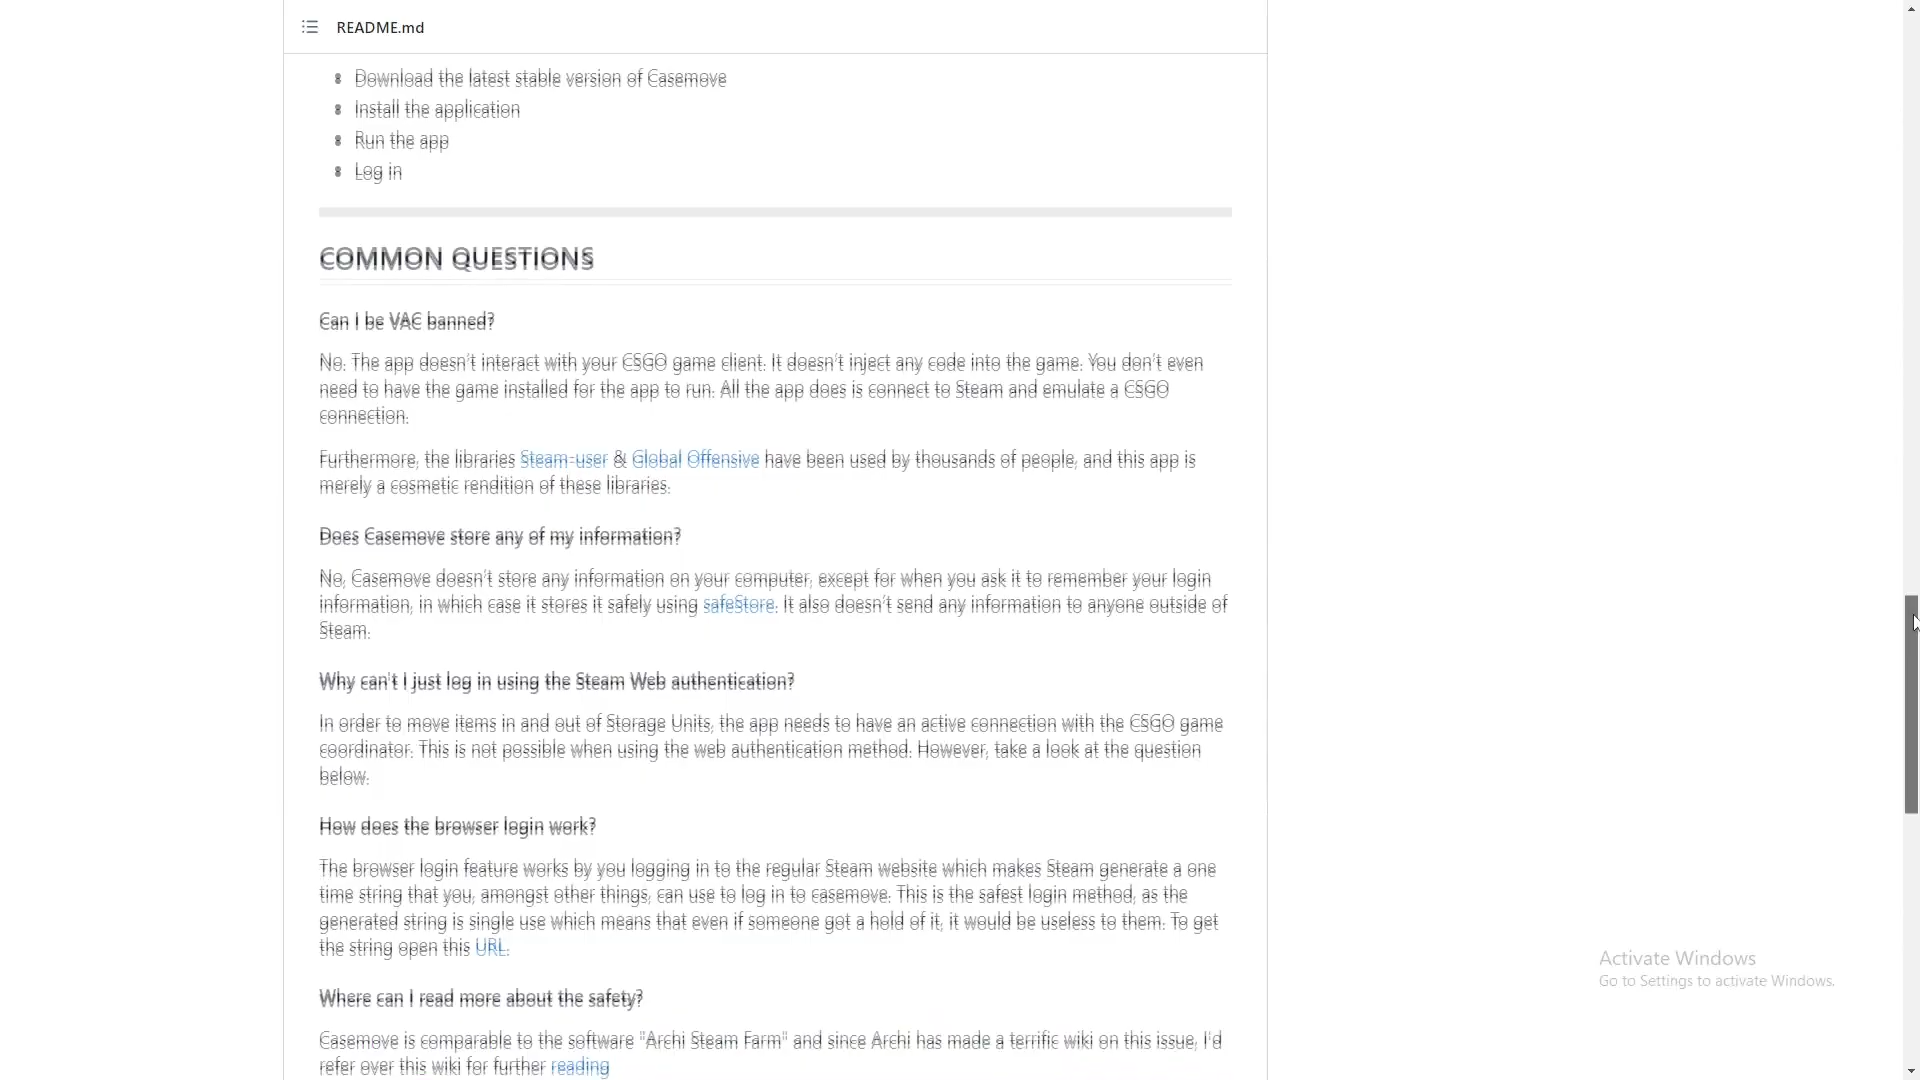 README.md
Download the latest stable version of Casemove
Install the application
Run the app
Log in
COMMON QUESTIONS
Can I be VAC banned?
No. The app doesn't interact with your CSGO game client. It doesn't inject any code into the game. You don't even
need to have the game installed for the app to run. All the app does is connect to Steam and emulate a CSGO
connection.
Furthermore, the libraries Steam-user & Global Offensive have been used by thousands of people, and this app is
merely a cosmetic rendition of these libraries.
Does Casemove store any of my information?
No, Casemove doesn't store any information on your computer, except for when you ask it to remember your login
information, in which case it stores it safely using safeStore. It also doesn't send any information to anyone outside of
Steam.
Why can't I just log in using the Steam Web authentication?
In order to move items in and out of Storage Units, the app needs to have an active connection with the CSGO game
coordinator. This is not possible when using the web authentication method. However, take a look at the question
below.
How does the browser login work?
The browser login feature works by you logging in to the regular Steam website which makes Steam generate a one
time string that you, amongst other things, can use to log in to casemove. This is the safest login method, as the
generated string is single use which means that even if someone got a hold of it, it would be useless to them. To get
the string open this URL.
Where can I read more about the safety?
Casemove is comparable to the software "Archi Steam Farm" and since Archi has made a terrific wiki on this issue, I'd
refer over this wiki for further reading
Activate Windows
Go to Settings to activate Windows.